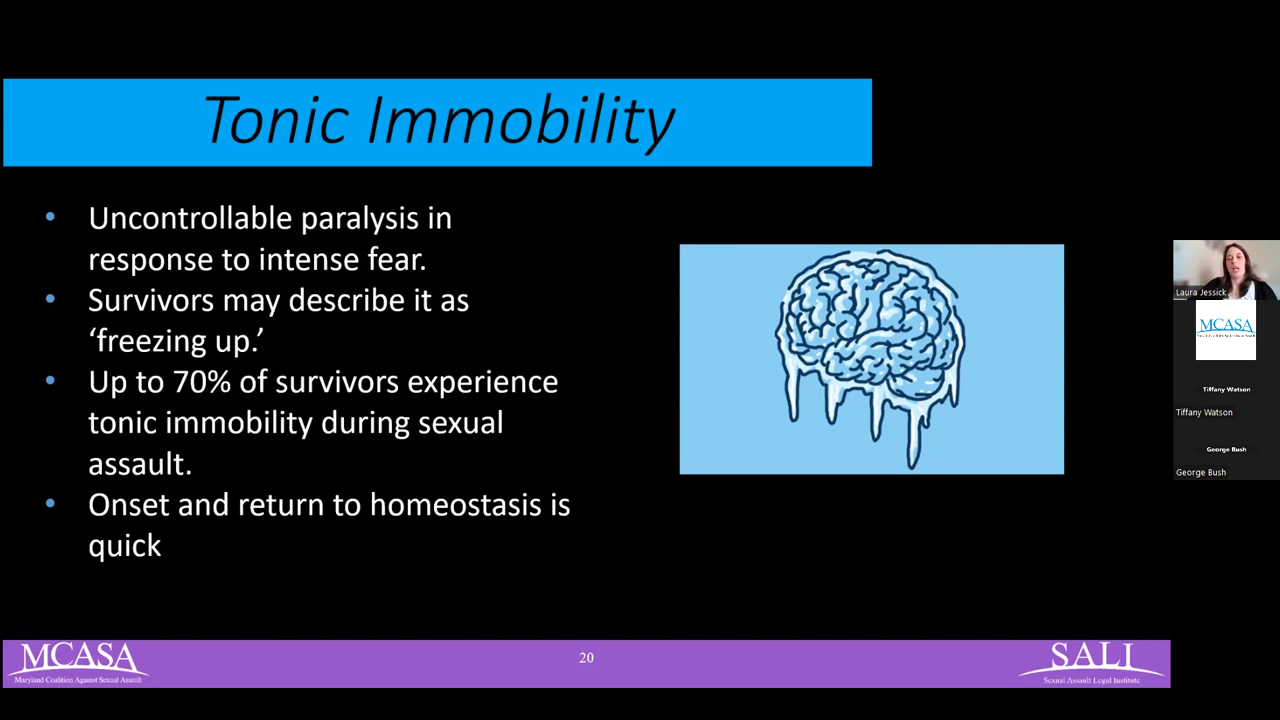 Tonic Immobility
• Uncontrollable paralysis in
response to intense fear.
• Survivors may describe it as
‘freezing up.’
• Up to 70% of survivors experience
tonic immobility during sexual
assault.
• Onset and return to homeostasis is
quick
Laura Jessick
MCASA
Tiffany Watson
Tiffany Watson
George Bush
George Bush
MCASA
Maryland Coalition Against Sexual Assault
20
SALI
Sexual Assault Legal Institute